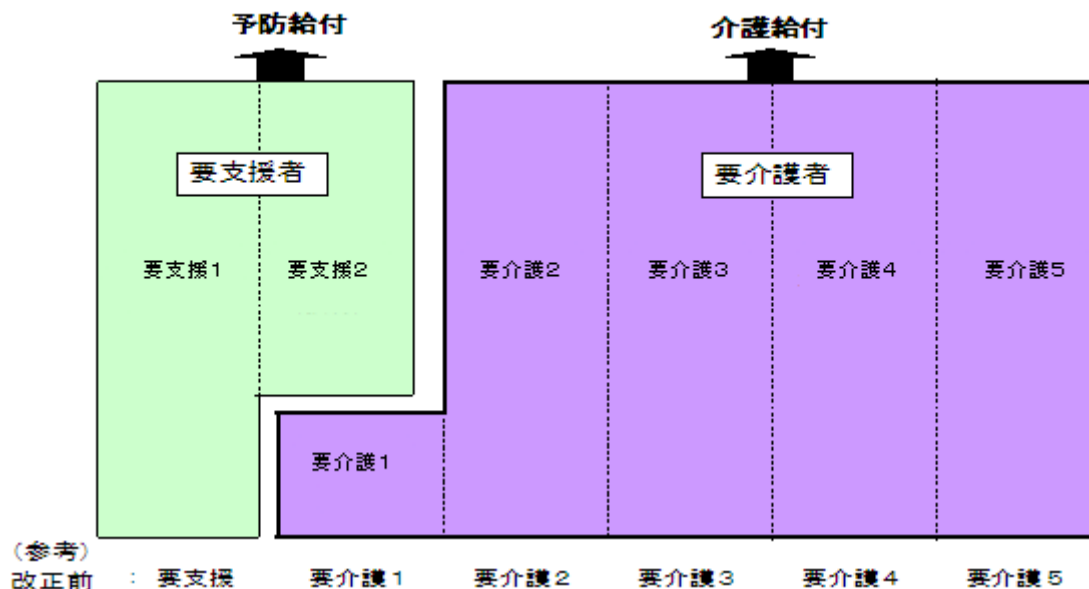 予防給付 介護給付
要支援者 要介護者
要支援1 要支援2 要介護2 要介護3 要介護4 要介護5
要介護1
(参考)
改正前 : 要支援 要介護1 要介護2 要介護3 要介護4 要介護5